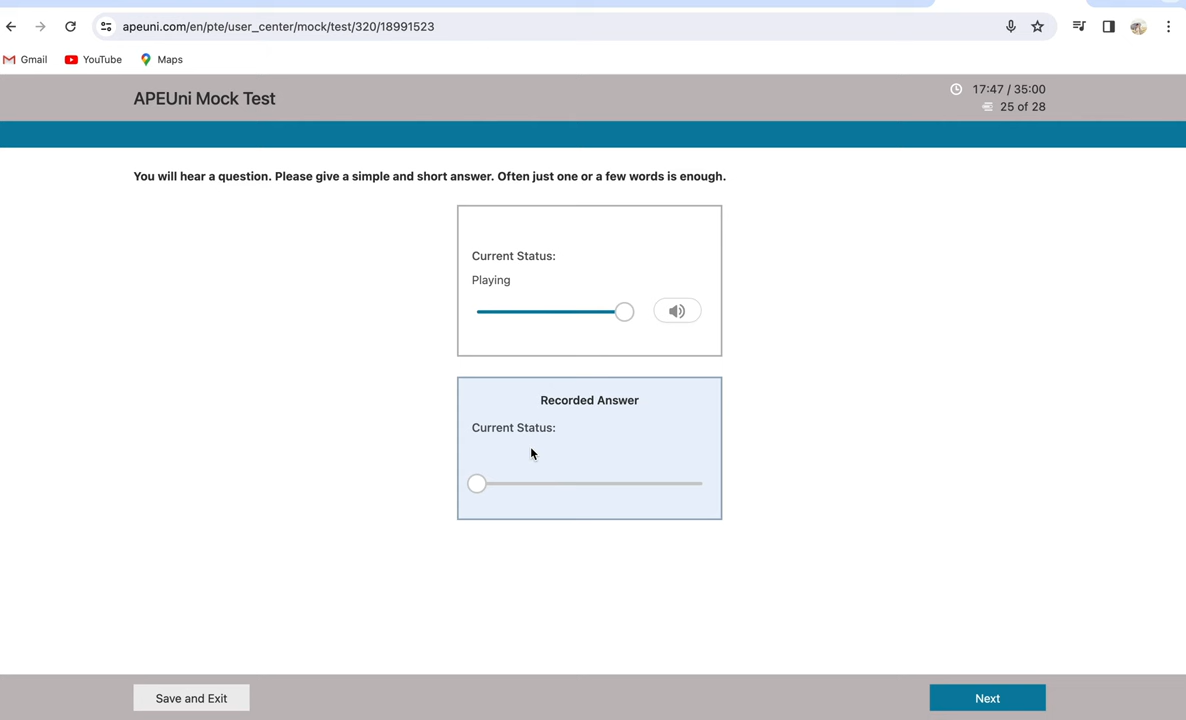 apeuni.com/en/pte/user_center/mock/test/320/18991523
Gmail
YouTube
Maps
APEUni Mock Test
17:47 / 35:00
25 of 28
You will hear a question. Please give a simple and short answer. Often just one or a few words is enough.
Current Status:
Playing
Recorded Answer
Current Status:
Save and Exit
Next